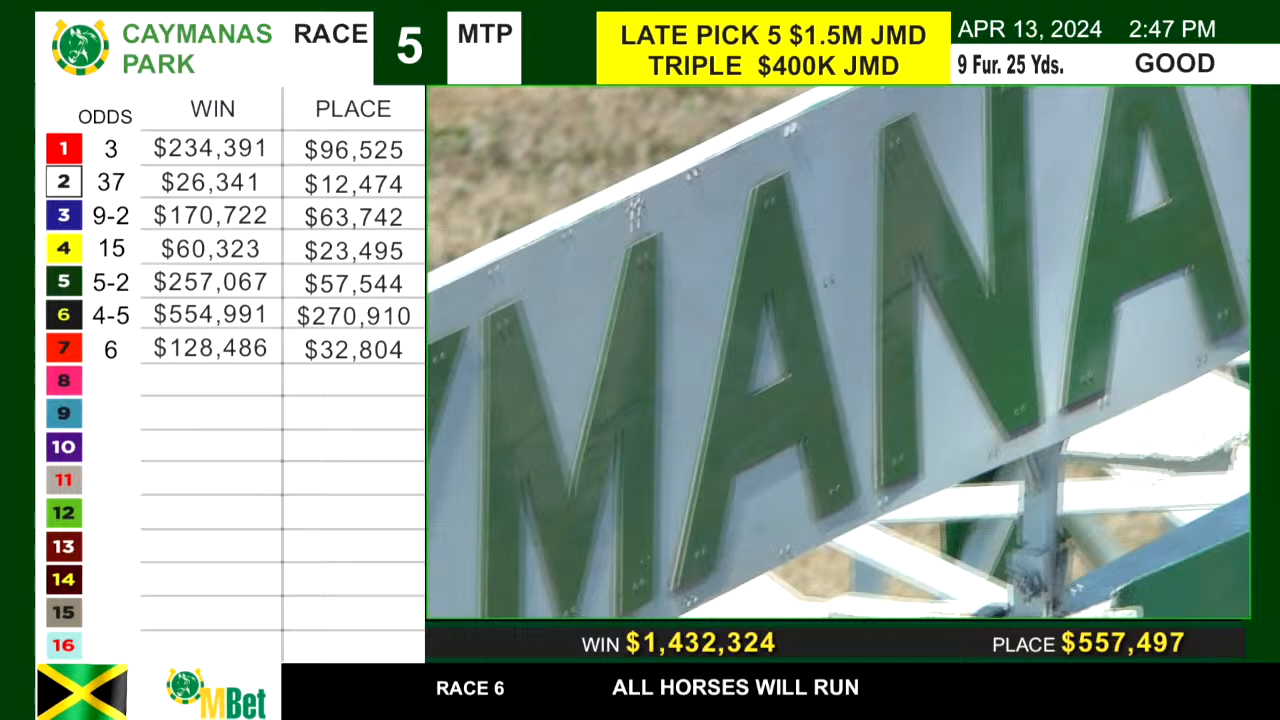 CAYMANAS PARK
RACE 5 MTP
LATE PICK 5 $1.5M JMD
TRIPLE $400K JMD
APR 13, 2024 2:47 PM
9 Fur. 25 Yds. GOOD
ODDS WIN PLACE
1 3 $234,391 $96,525
2 37 $26,341 $12,474
3 9-2 $170,722 $63,742
4 15 $60,323 $23,495
5 5-2 $257,067 $57,544
6 4-5 $554,991 $270,910
7 6 $128,486 $32,804
8
9
10
11
12
13
14
15
16
MANA
WIN $1,432,324 PLACE $557,497
MBet
RACE 6 ALL HORSES WILL RUN